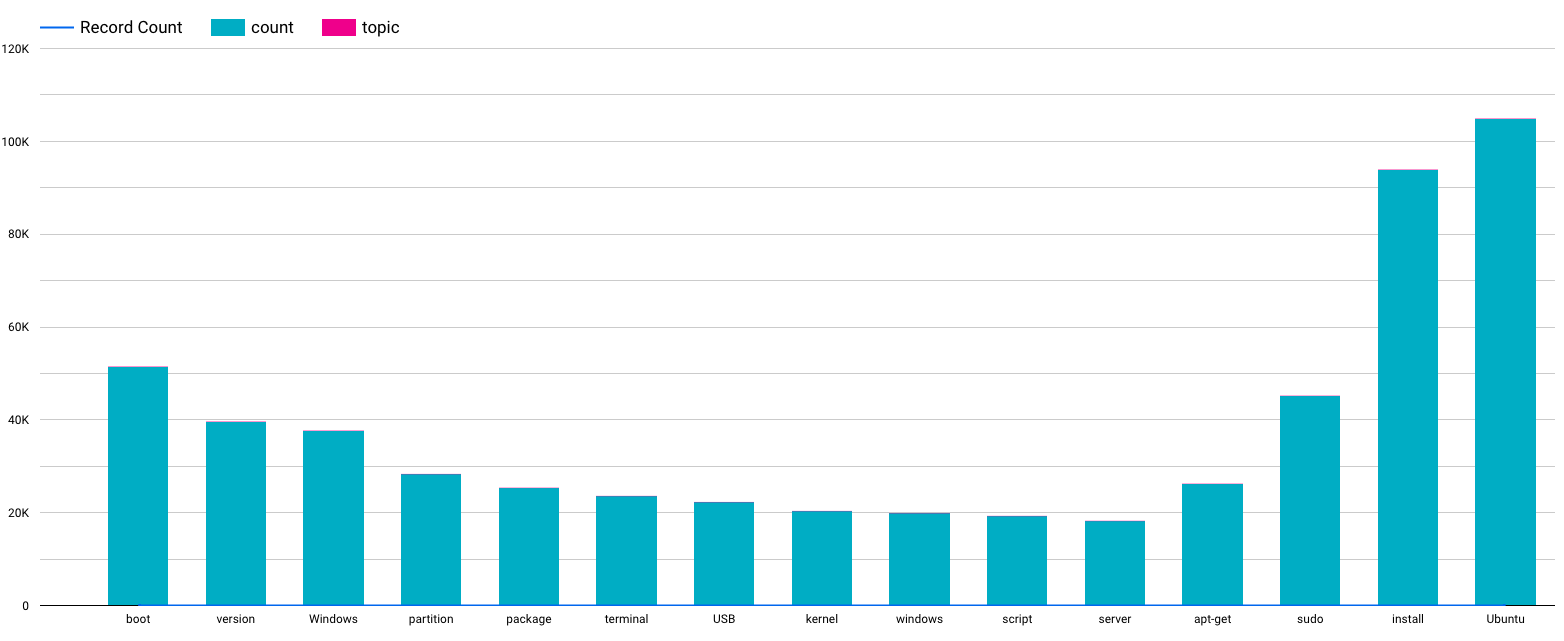 Record Count count topic
120K
100K
80K
60K
40K
20K
0
boot version Windows partition package terminal USB kernel windows script server apt-get sudo install Ubuntu